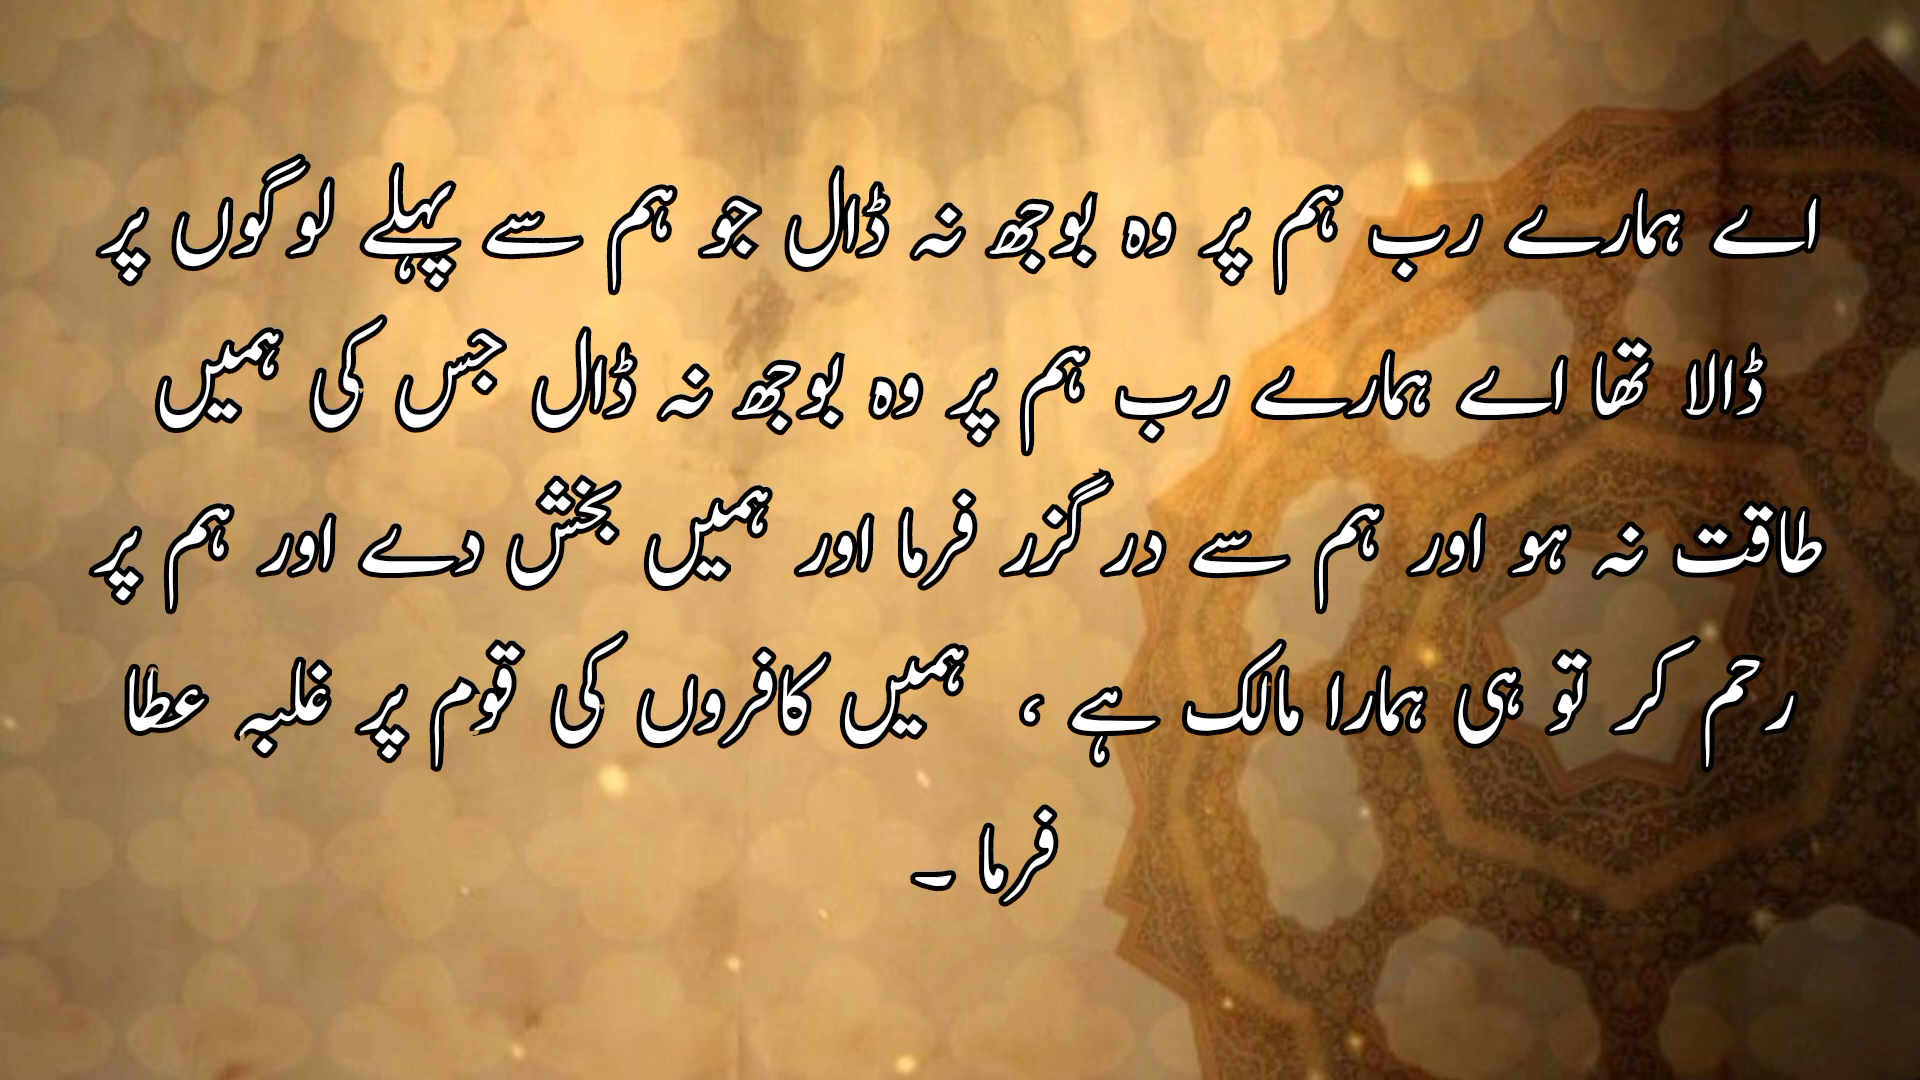 اے ہمارے رب ہم پر وہ بوجھ نہ ڈال جو ہم سے پہلے لوگوں پر
ڈالا تھا اے ہمارے رب ہم پر وہ بوجھ نہ ڈال جس کی ہمیں
طاقت نہ ہو اور ہم سے درگزر فرما اور ہمیں بخش دے اور ہم پر
رحم کر تو ہی ہمارا مالک ہے ، ہمیں کافروں کی قوم پر غلبہ عطا
فرما ۔